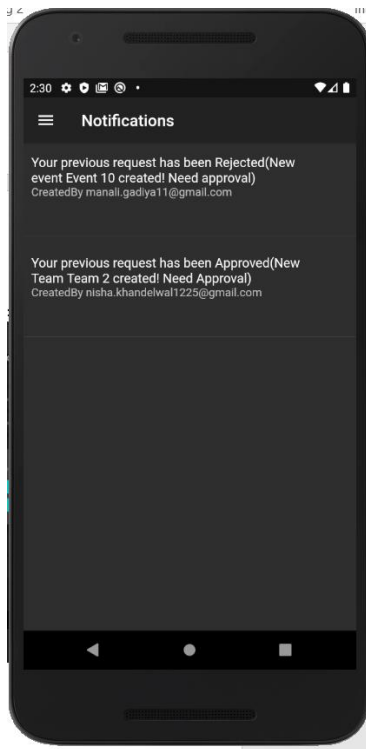 2:30
Notifications
Your previous request has been Rejected(New
event Event 10 created! Need approval)
CreatedBy manali.gadiya11@gmail.com
Your previous request has been Approved(New
Team Team 2 created! Need Approval)
CreatedBy nisha.khandelwal1225@gmail.com